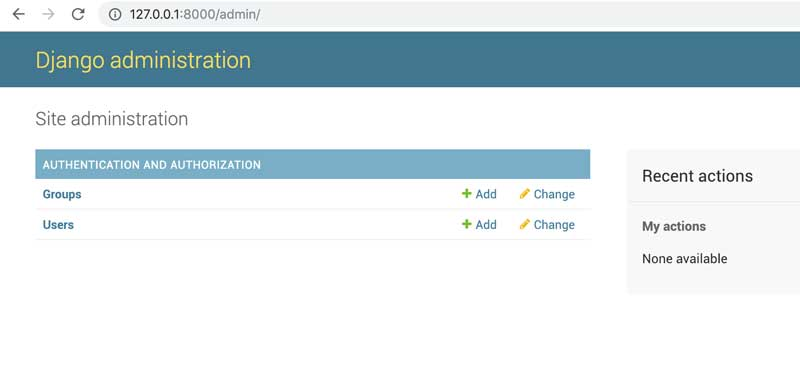 127.0.0.1:8000/admin/
Django administration
Site administration
AUTHENTICATION AND AUTHORIZATION
Groups Add Change
Users Add Change
Recent actions
My actions
None available